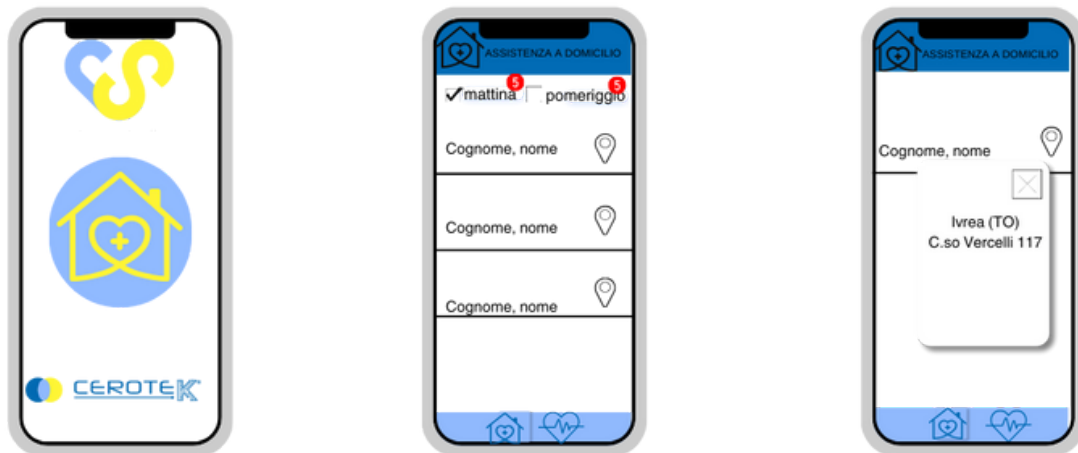 CEROTEK
ASSISTENZA A DOMICILIO
mattina 5 pomeriggio 5
Cognome, nome
Cognome, nome
Cognome, nome
ASSISTENZA A DOMICILIO
Cognome, nome
Ivrea (TO)
C.so Vercelli 117